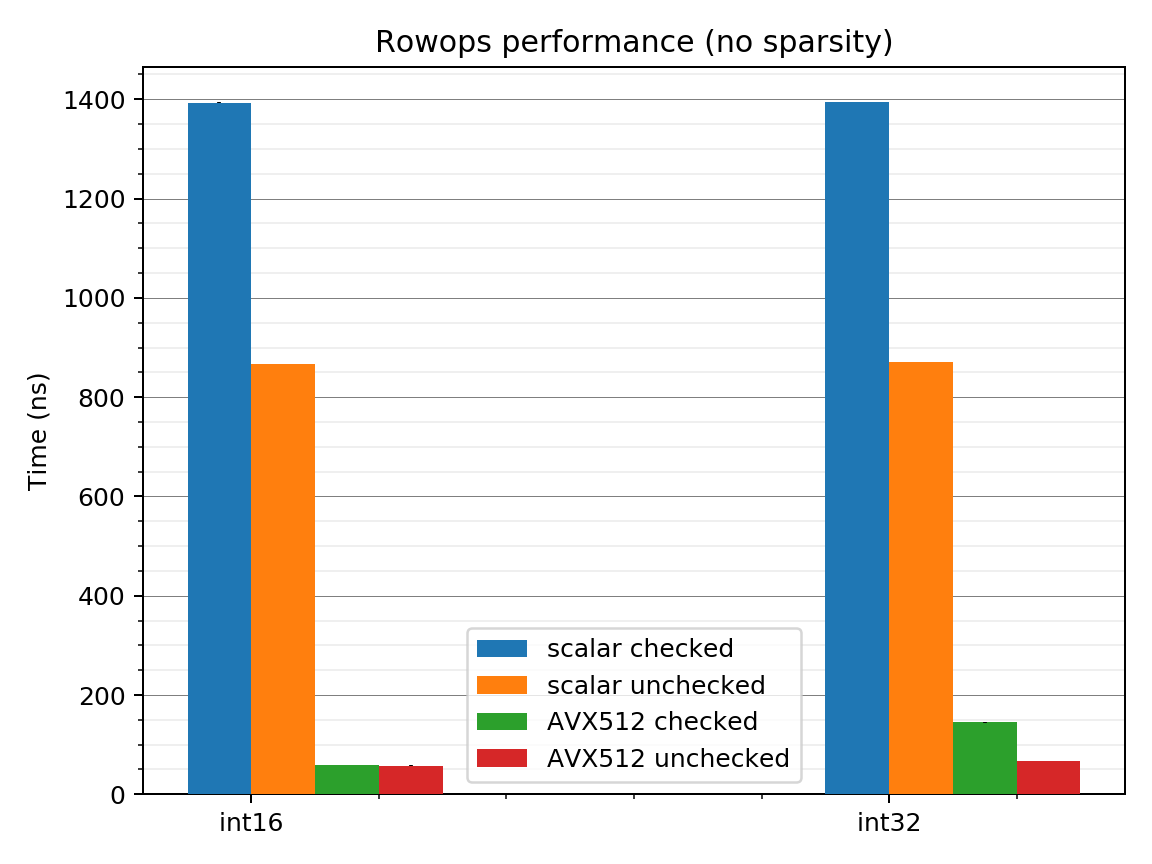 Rowops performance (no sparsity)
Time (ns)
1400
1200
1000
800
600
400
200
0
scalar checked
scalar unchecked
AVX512 checked
AVX512 unchecked
int16
int32